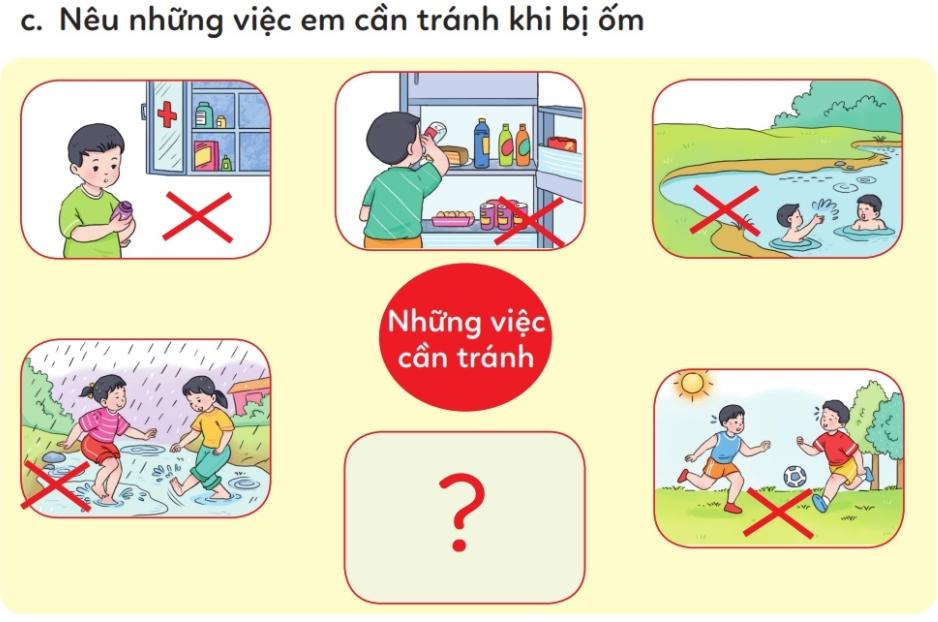 c. Nêu những việc em cần tránh khi bị ốm
Những việc
cần tránh
?